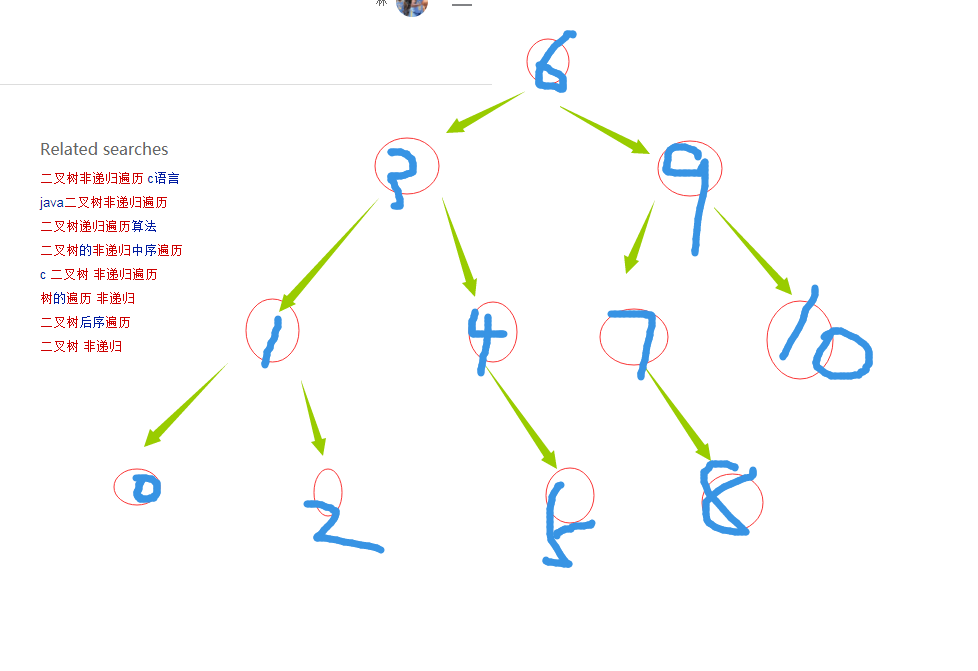 林
6
3 9
Related searches
二叉树非递归遍历 c语言
java二叉树非递归遍历
二叉树递归遍历算法
二叉树的非递归中序遍历
c 二叉树 非递归遍历
树的遍历 非递归
二叉树后序遍历
二叉树 非递归
1 4 7 10
0 2 5 8